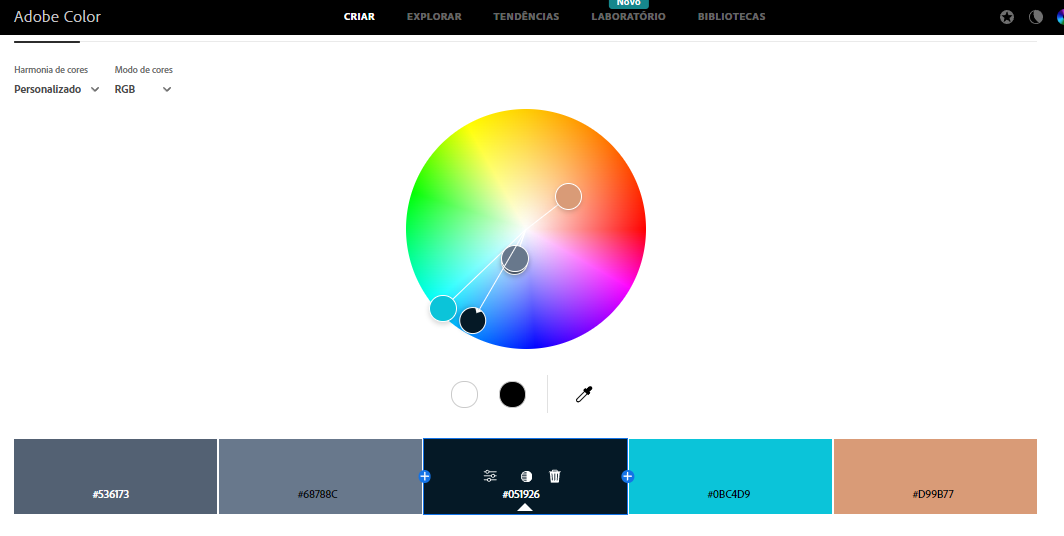 Adobe Color
CRIAR
EXPLORAR
TENDÊNCIAS
Novo
LABORATÓRIO
BIBLIOTECAS
Harmonia de cores
Modo de cores
Personalizado
RGB
#536173
#68788C
#051926
#0BC4D9
#D99B77